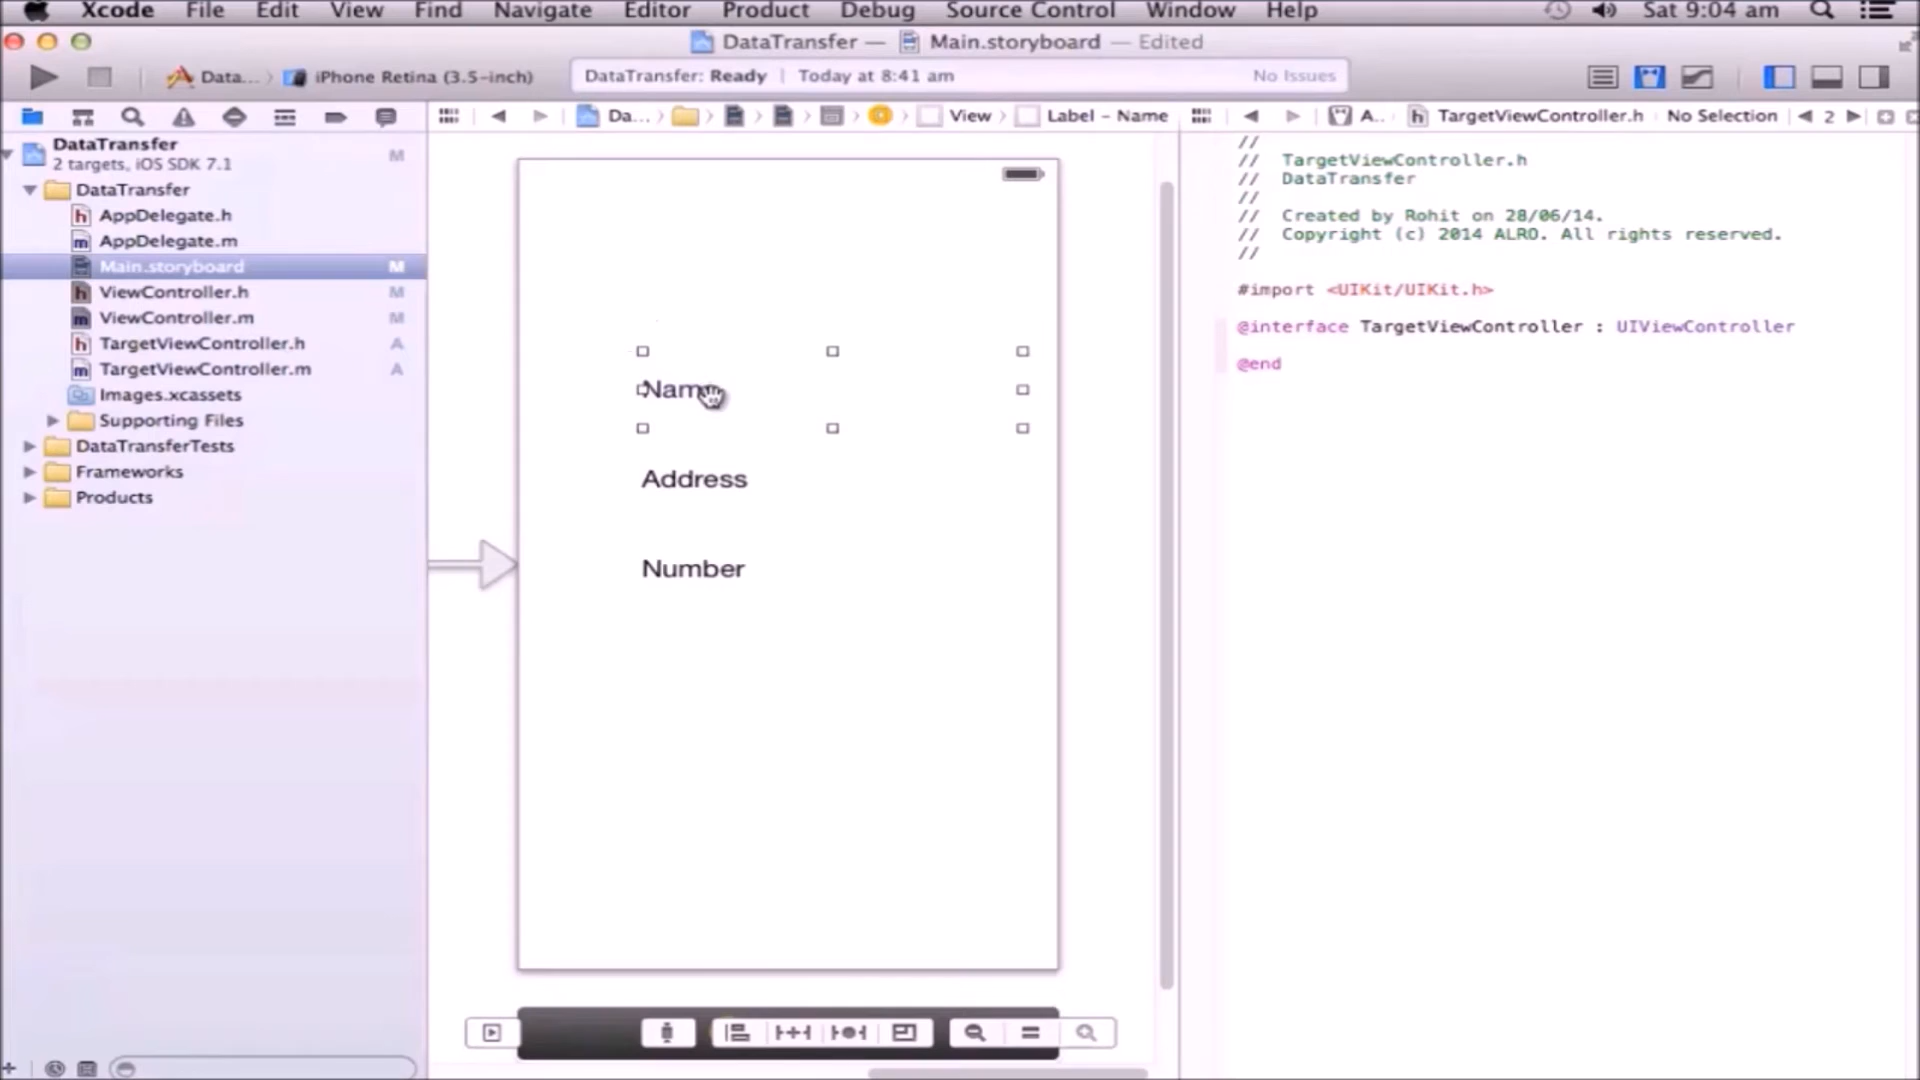 Xcode File Edit View Find Navigate Editor Product Debug Source Control Window Help Sat 9:04 am
DataTransfer — Main.storyboard — Edited
Data... iPhone Retina (3.5-inch) DataTransfer: Ready Today at 8:41 am No Issues
Da... View Label - Name A.. TargetViewController.h No Selection 2
DataTransfer M
2 targets, iOS SDK 7.1
DataTransfer
AppDelegate.h
AppDelegate.m
Main.storyboard M
ViewController.h M
ViewController.m M
TargetViewController.h A
TargetViewController.m A
Images.xcassets
Supporting Files
DataTransferTests
Frameworks
Products
Name
Address
Number
//
// TargetViewController.h
// DataTransfer
//
// Created by Rohit on 28/06/14.
// Copyright (c) 2014 ALRO. All rights reserved.
//
#import <UIKit/UIKit.h>
@interface TargetViewController : UIViewController
@end